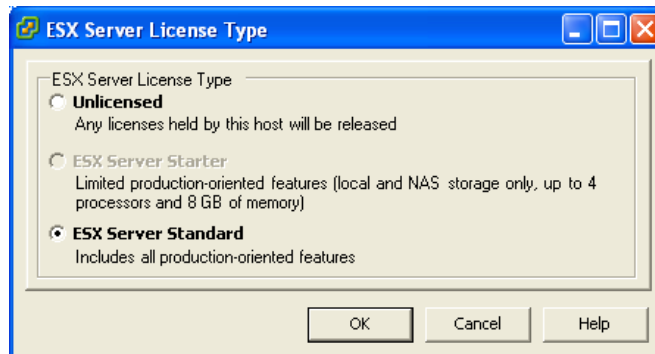 ESX Server License Type
ESX Server License Type
Unlicensed
Any licenses held by this host will be released
ESX Server Starter
Limited production-oriented features (local and NAS storage only, up to 4
processors and 8 GB of memory)
ESX Server Standard
Includes all production-oriented features
OK Cancel Help